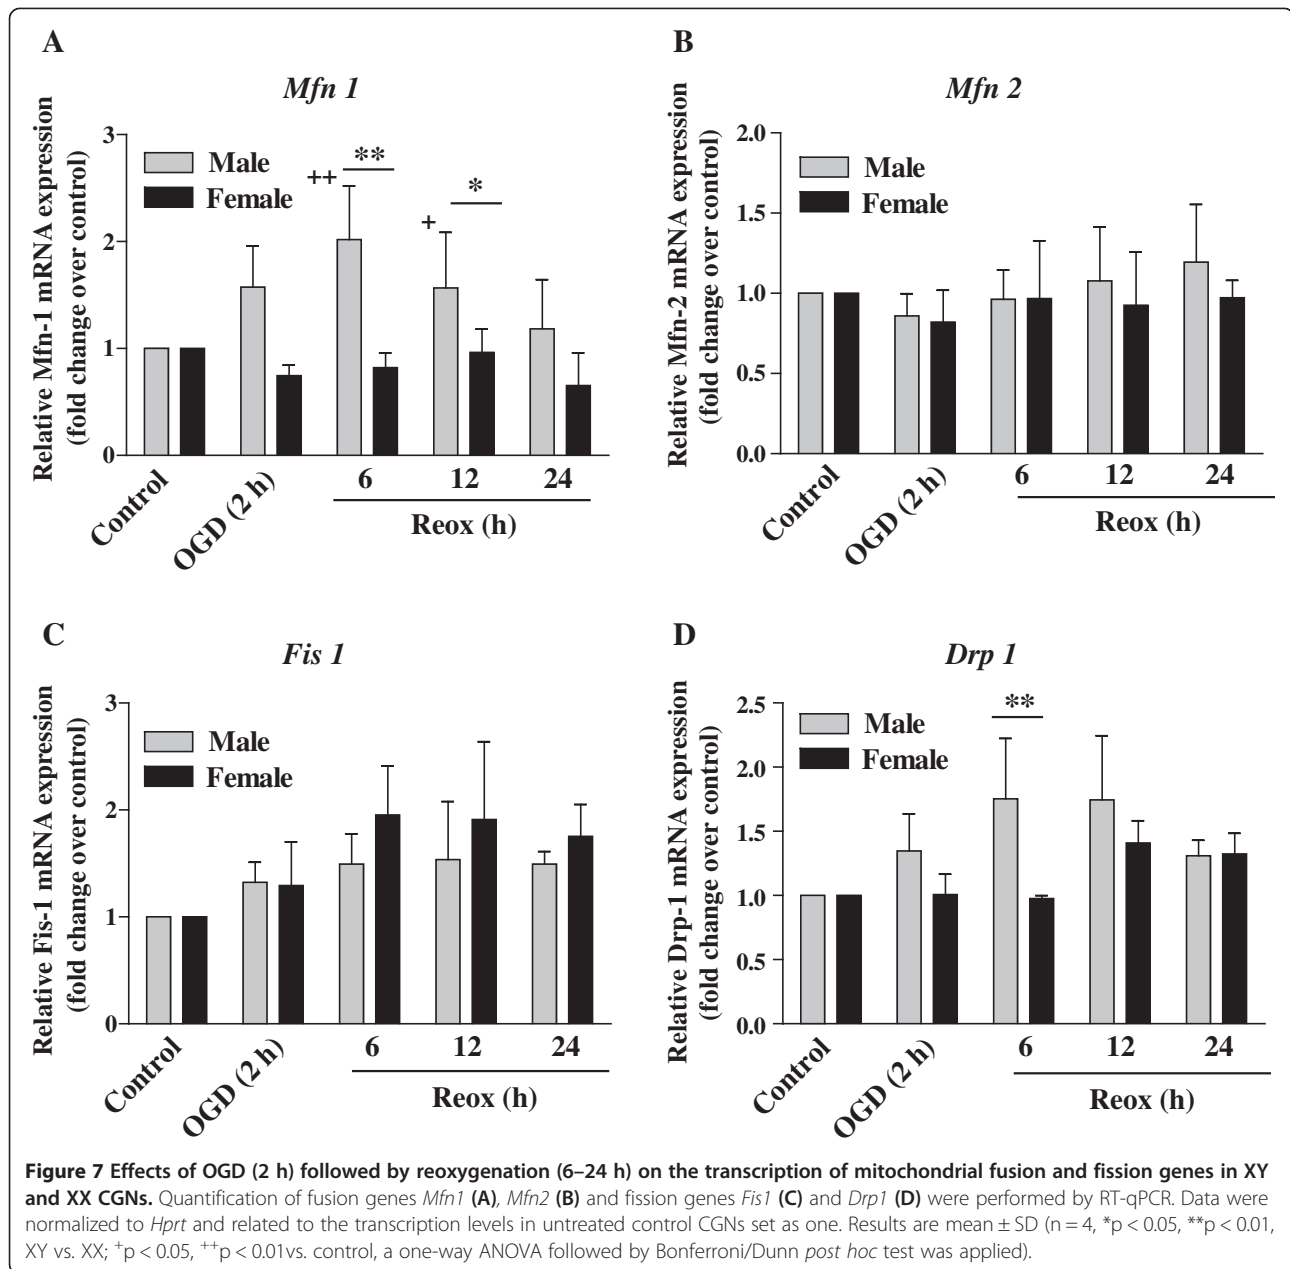 A
Mfn 1
Relative Mfn-1 mRNA expression
(fold change over control)
3
2
1
0
Male
Female
++
**
+
*
Control
OGD (2 h)
6
12
24
Reox (h)
B
Mfn 2
Relative Mfn-2 mRNA expression
(fold change over control)
2.0
1.5
1.0
0.5
0.0
Male
Female
Control
OGD (2 h)
6
12
24
Reox (h)
C
Fis 1
Relative Fis-1 mRNA expression
(fold change over control)
3
2
1
0
Male
Female
Control
OGD (2 h)
6
12
24
Reox (h)
D
Drp 1
Relative Drp-1 mRNA expression
(fold change over control)
2.5
2.0
1.5
1.0
0.5
0.0
Male
Female
**
Control
OGD (2 h)
6
12
24
Reox (h)
Figure 7 Effects of OGD (2 h) followed by reoxygenation (6–24 h) on the transcription of mitochondrial fusion and fission genes in XY
and XX CGNs. Quantification of fusion genes Mfn1 (A), Mfn2 (B) and fission genes Fis1 (C) and Drp1 (D) were performed by RT-qPCR. Data were
normalized to Hprt and related to the transcription levels in untreated control CGNs set as one. Results are mean ± SD (n = 4, *p < 0.05, **p < 0.01,
XY vs. XX; +p < 0.05, ++p < 0.01vs. control, a one-way ANOVA followed by Bonferroni/Dunn post hoc test was applied).